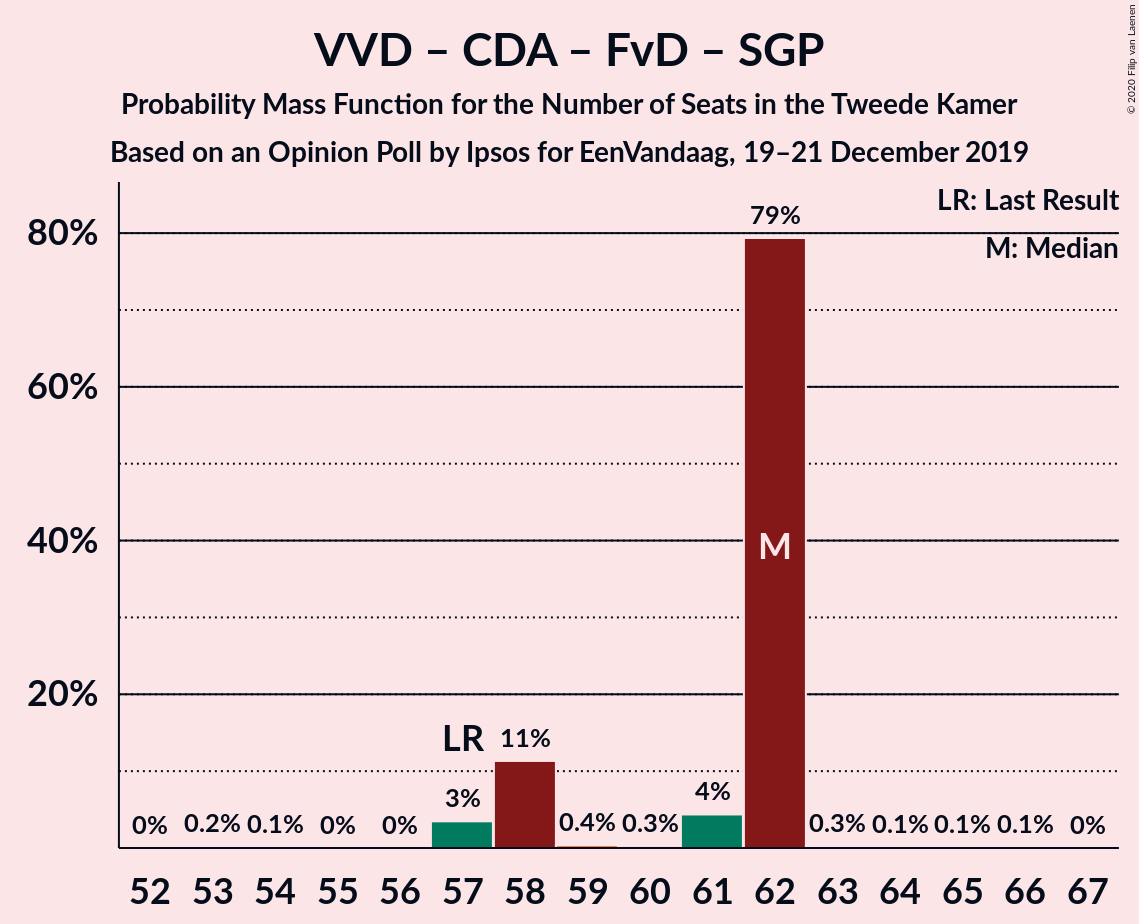 VVD – CDA – FvD – SGP
Probability Mass Function for the Number of Seats in the Tweede Kamer
Based on an Opinion Poll by Ipsos for EenVandaag, 19–21 December 2019
© 2020 Filip van Laenen
LR: Last Result
M: Median
80%
60%
40%
20%
0% 0.2% 0.1% 0% 0% 3% 11% 0.4% 0.3% 4% 79% 0.3% 0.1% 0.1% 0.1% 0%
LR
M
52 53 54 55 56 57 58 59 60 61 62 63 64 65 66 67